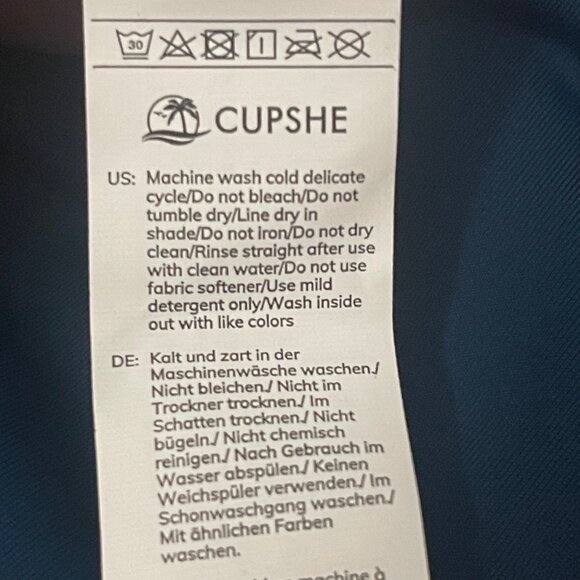 30
CUPSHE
US: Machine wash cold delicate
cycle/Do not bleach/Do not
tumble dry/Line dry in
shade/Do not iron/Do not dry
clean/Rinse straight after use
with clean water/Do not use
fabric softener/Use mild
detergent only/Wash inside
out with like colors
DE: Kalt und zart in der
Maschinenwäsche waschen./
Nicht bleichen./ Nicht im
Trockner trocknen./ Im
Schatten trocknen./ Nicht
bügeln./ Nicht chemisch
reinigen./ Nach Gebrauch im
Wasser abspülen./ Keinen
Weichspüler verwenden./ Im
Schonwaschgang waschen./
Mit ähnlichen Farben
waschen.
machine à